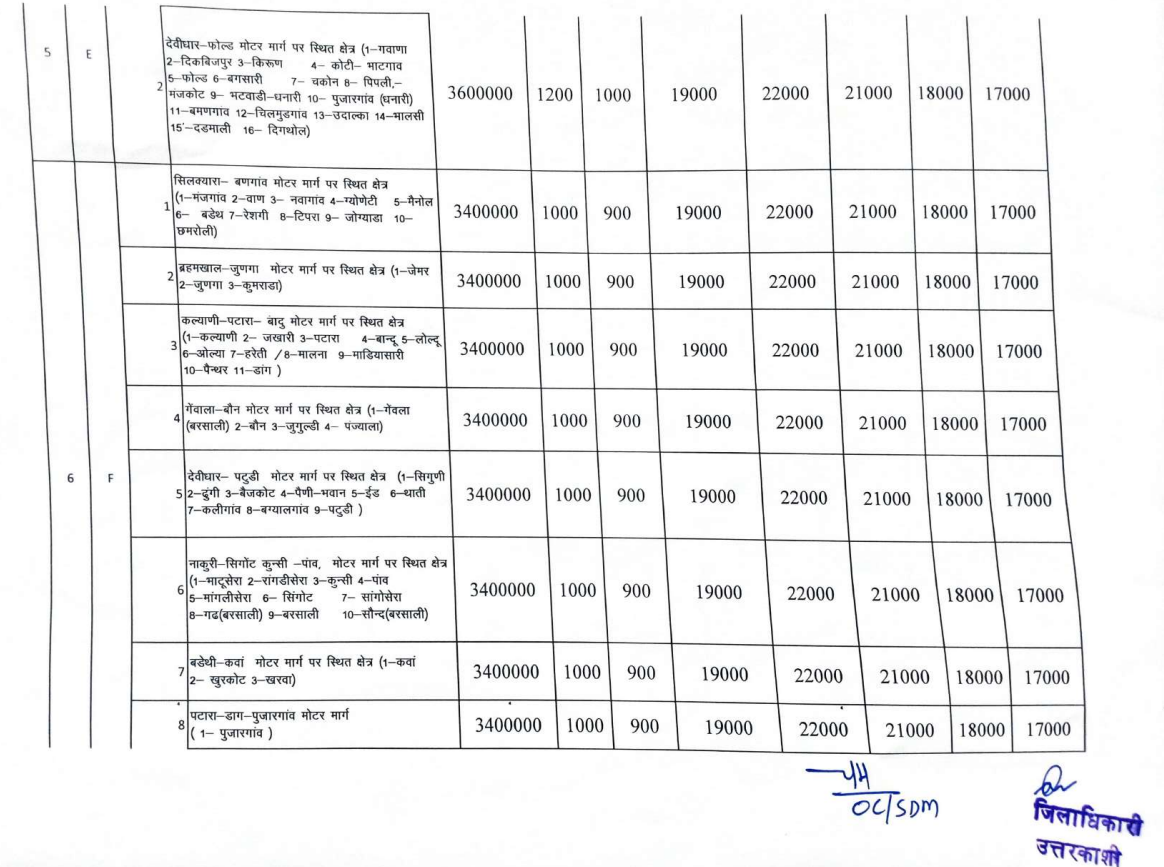 5 E
देवीधार–फोल्ड मोटर मार्ग पर स्थित क्षेत्र (1–गवाणा
2–दिकबिजपुर 3–किरूण 4– कोटी– भाटगाव
5–फोल्ड 6–बगसारी 7– चकोन 8– पिपली,–
2 मंजकोट 9– भटवाडी–धनारी 10– पुजारगांव (धनारी) 3600000 1200 1000 19000 22000 21000 18000 17000
11–बमणगांव 12–चिलमुडगांव 13–उदाल्का 14–भालसी
15–दडमाली 16– दिगथोल)
6 F
सिलक्यारा– बणगांव मोटर मार्ग पर स्थित क्षेत्र
1 (1–मंजगांव 2–वाण 3– नवागांव 4–ग्योणेटी 5–मैनोल 3400000 1000 900 19000 22000 21000 18000 17000
6– बडेथ 7–रेशगी 8–टिपरा 9– जोग्याडा 10–
छमरोली)
2 ब्रहमखाल–जुणगा मोटर मार्ग पर स्थित क्षेत्र (1–जेमर 3400000 1000 900 19000 22000 21000 18000 17000
2–जुणगा 3–कुमराडा)
कल्याणी–पटारा– बादु मोटर मार्ग पर स्थित क्षेत्र
(1–कल्याणी 2– जखारी 3–पटारा 4–बान्दू 5–लोल्दू
3 6–ओल्या 7–हरेती /8–मालना 9–माडियासारी 3400000 1000 900 19000 22000 21000 18000 17000
10–पैन्थर 11–डांग )
4 गेंवाला–बौन मोटर मार्ग पर स्थित क्षेत्र (1–गेंवला 3400000 1000 900 19000 22000 21000 18000 17000
(बरसाली) 2–बौन 3–जुगुल्डी 4– पंज्याला)
देवीधार– पटुडी मोटर मार्ग पर स्थित क्षेत्र (1–सिगुणी
5 2–ढुंगी 3–बैजकोट 4–पैणी–भवान 5–ईड 6–थाती 3400000 1000 900 19000 22000 21000 18000 17000
7–कलीगांव 8–बग्यालगांव 9–पटुडी )
नाकुरी–सिगोंट कुन्सी –पांव, मोटर मार्ग पर स्थित क्षेत्र
6 (1–मादूसेरा 2–रांगडीसेरा 3–कुन्सी 4–पांव 3400000 1000 900 19000 22000 21000 18000 17000
5–मांगलीसेरा 6– सिंगोट 7– सांगोसेरा
8–गढ(बरसाली) 9–बरसाली 10–सौन्द(बरसाली)
7 बडेथी–कवां मोटर मार्ग पर स्थित क्षेत्र (1–कवां 3400000 1000 900 19000 22000 21000 18000 17000
2– खुरकोट 3–खरवा)
8 पटारा–डाग–पुजारगांव मोटर मार्ग 3400000 1000 900 19000 22000 21000 18000 17000
( 1– पुजारगांव )
OC/SDM
जिलाधिकारी
उत्तरकाशी